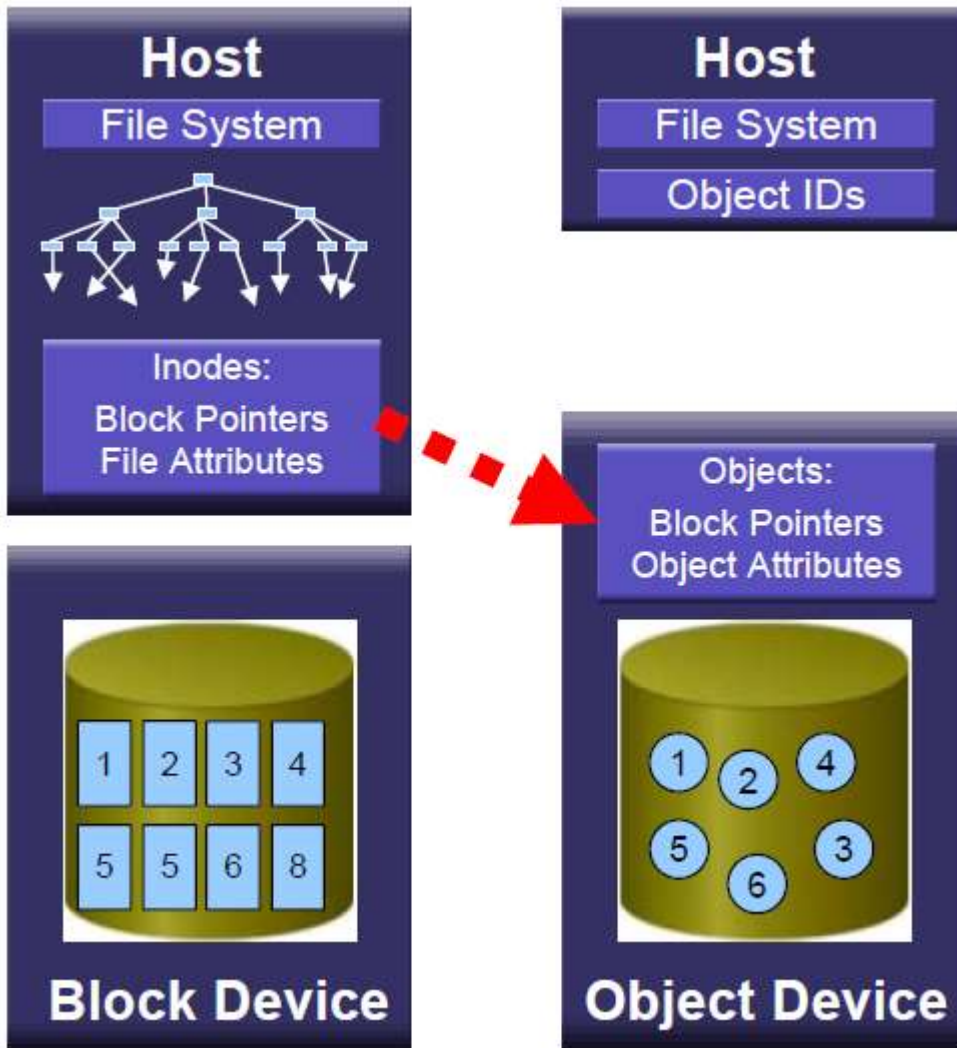 Host
File System
Inodes:
Block Pointers
File Attributes
1 2 3 4
5 5 6 8
Block Device
Host
File System
Object IDs
Objects:
Block Pointers
Object Attributes
1 2 4
5 6 3
Object Device